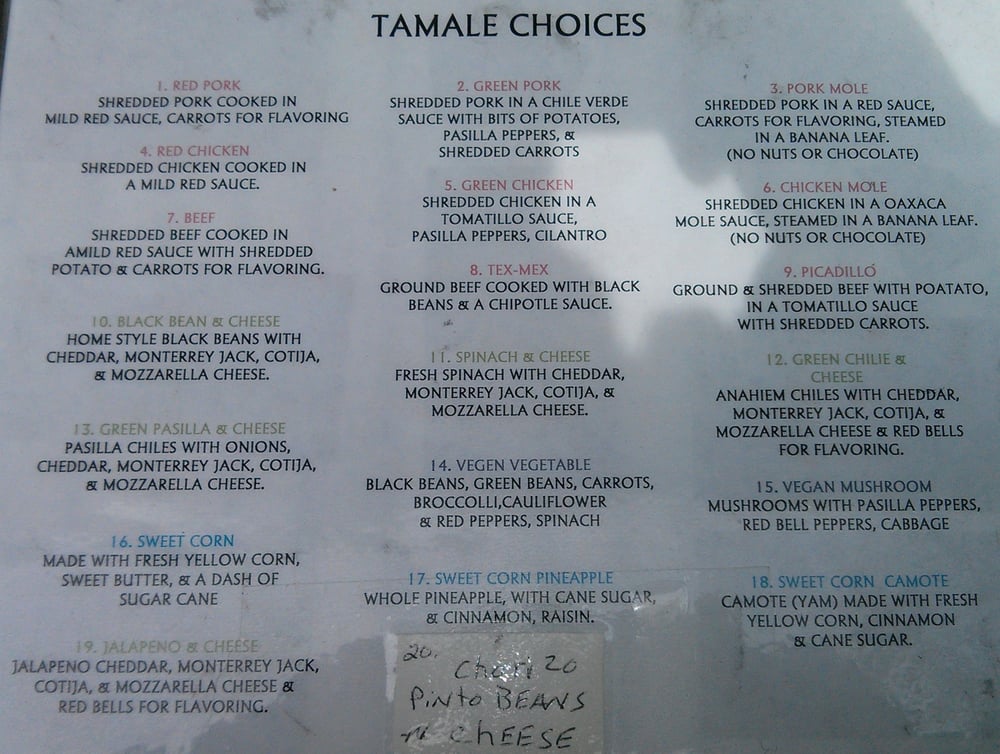 TAMALE CHOICES
1. RED PORK
SHREDDED PORK COOKED IN
MILD RED SAUCE, CARROTS FOR FLAVORING
2. GREEN PORK
SHREDDED PORK IN A CHILE VERDE
SAUCE WITH BITS OF POTATOES,
PASILLA PEPPERS, &
SHREDDED CARROTS
3. PORK MOLE
SHREDDED PORK IN A RED SAUCE,
CARROTS FOR FLAVORING, STEAMED
IN A BANANA LEAF.
(NO NUTS OR CHOCOLATE)
4. RED CHICKEN
SHREDDED CHICKEN COOKED IN
A MILD RED SAUCE.
5. GREEN CHICKEN
SHREDDED CHICKEN IN A
TOMATILLO SAUCE,
PASILLA PEPPERS, CILANTRO
6. CHICKEN MOLE
SHREDDED CHICKEN IN A OAXACA
MOLE SAUCE, STEAMED IN A BANANA LEAF.
(NO NUTS OR CHOCOLATE)
7. BEEF
SHREDDED BEEF COOKED IN
AMILD RED SAUCE WITH SHREDDED
POTATO & CARROTS FOR FLAVORING.
8. TEX-MEX
GROUND BEEF COOKED WITH BLACK
BEANS & A CHIPOTLE SAUCE.
9. PICADILLO
GROUND & SHREDDED BEEF WITH POATATO,
IN A TOMATILLO SAUCE
WITH SHREDDED CARROTS.
10. BLACK BEAN & CHEESE
HOME STYLE BLACK BEANS WITH
CHEDDAR, MONTERREY JACK, COTIJA,
& MOZZARELLA CHEESE.
11. SPINACH & CHEESE
FRESH SPINACH WITH CHEDDAR,
MONTERREY JACK, COTIJA, &
MOZZARELLA CHEESE.
12. GREEN CHILIE &
CHEESE
ANAHIEM CHILES WITH CHEDDAR,
MONTERREY JACK, COTIJA, &
MOZZARELLA CHEESE & RED BELLS
FOR FLAVORING.
13. GREEN PASILLA & CHEESE
PASILLA CHILES WITH ONIONS,
CHEDDAR, MONTERREY JACK, COTIJA,
& MOZZARELLA CHEESE.
14. VEGEN VEGETABLE
BLACK BEANS, GREEN BEANS, CARROTS,
BROCCOLLI,CAULIFLOWER
& RED PEPPERS, SPINACH
15. VEGAN MUSHROOM
MUSHROOMS WITH PASILLA PEPPERS,
RED BELL PEPPERS, CABBAGE
16. SWEET CORN
MADE WITH FRESH YELLOW CORN,
SWEET BUTTER, & A DASH OF
SUGAR CANE
17. SWEET CORN PINEAPPLE
WHOLE PINEAPPLE, WITH CANE SUGAR,
& CINNAMON, RAISIN.
18. SWEET CORN CAMOTE
CAMOTE (YAM) MADE WITH FRESH
YELLOW CORN, CINNAMON
& CANE SUGAR.
19. JALAPENO & CHEESE
JALAPENO CHEDDAR, MONTERREY JACK,
COTIJA, & MOZZARELLA CHEESE &
RED BELLS FOR FLAVORING.
20.
PiNto BEANS
CHEESE